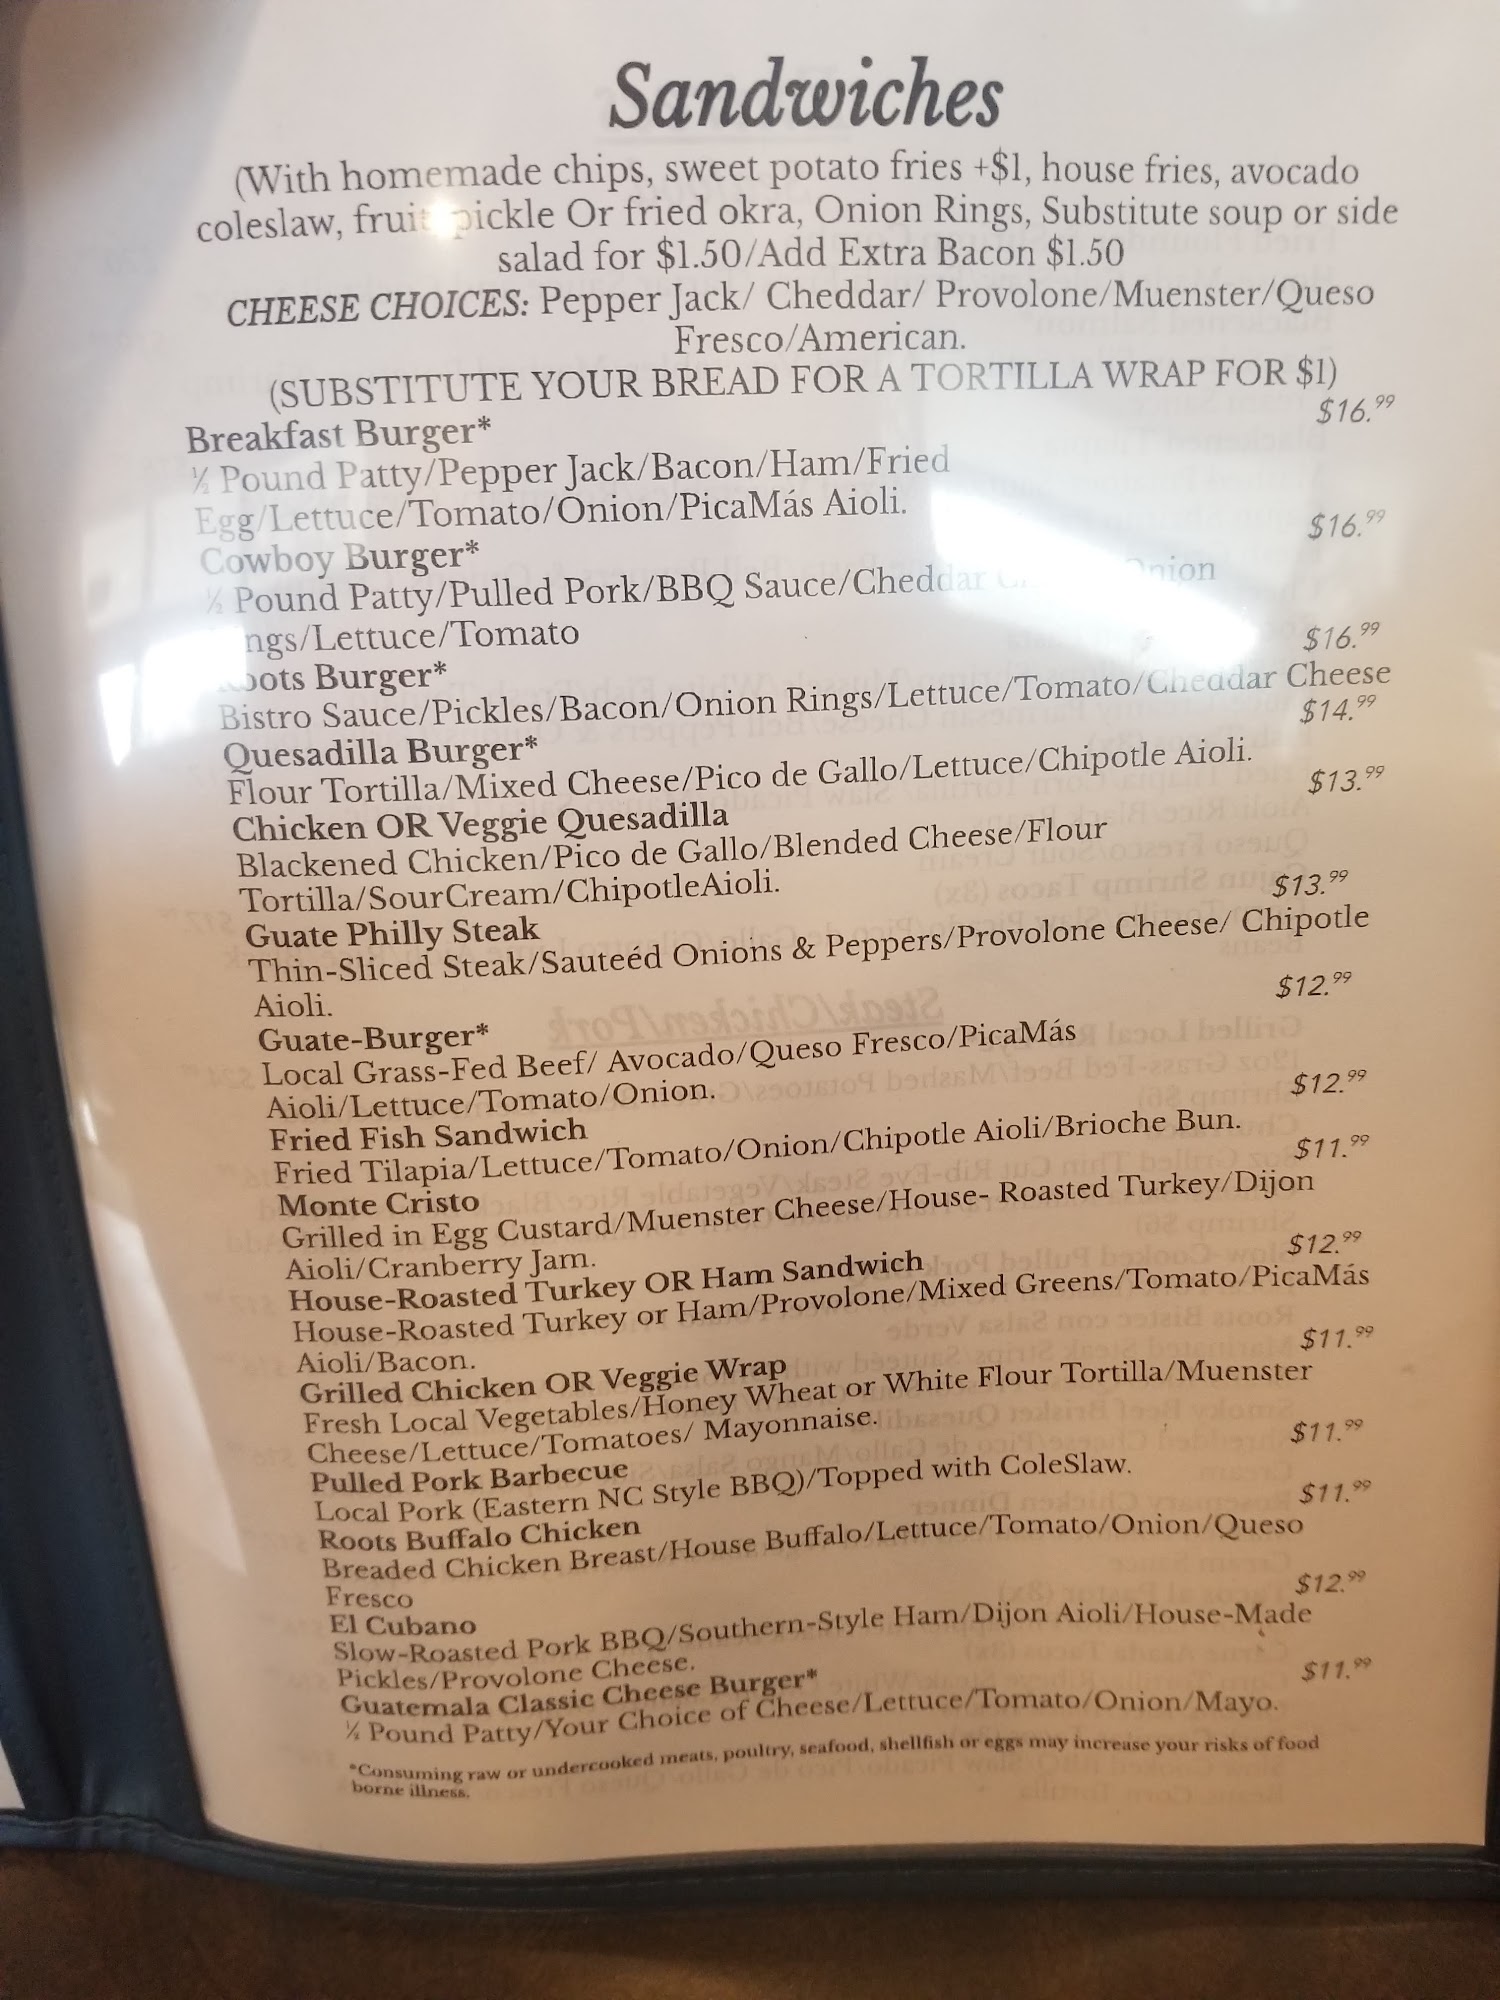 Sandwiches
(With homemade chips, sweet potato fries +$1, house fries, avocado
coleslaw, fruit pickle Or fried okra, Onion Rings, Substitute soup or side
salad for $1.50/Add Extra Bacon $1.50
CHEESE CHOICES: Pepper Jack/ Cheddar/ Provolone/Muenster/Queso
Fresco/American.
(SUBSTITUTE YOUR BREAD FOR A TORTILLA WRAP FOR $1)
Breakfast Burger* $16.99
½ Pound Patty/Pepper Jack/Bacon/Ham/Fried
Egg/Lettuce/Tomato/Onion/PicaMás Aioli.
Cowboy Burger* $16.99
½ Pound Patty/Pulled Pork/BBQ Sauce/Cheddar Onion
ngs/Lettuce/Tomato
oots Burger* $16.99
Bistro Sauce/Pickles/Bacon/Onion Rings/Lettuce/Tomato/Cheddar Cheese
Quesadilla Burger* $14.99
Flour Tortilla/Mixed Cheese/Pico de Gallo/Lettuce/Chipotle Aioli.
Chicken OR Veggie Quesadilla $13.99
Blackened Chicken/Pico de Gallo/Blended Cheese/Flour
Tortilla/SourCream/ChipotleAioli.
Guate Philly Steak $13.99
Thin-Sliced Steak/Sauteéd Onions & Peppers/Provolone Cheese/ Chipotle
Aioli.
Guate-Burger* $12.99
Local Grass-Fed Beef/ Avocado/Queso Fresco/PicaMás
Aioli/Lettuce/Tomato/Onion.
Fried Fish Sandwich $12.99
Fried Tilapia/Lettuce/Tomato/Onion/Chipotle Aioli/Brioche Bun.
Monte Cristo $11.99
Grilled in Egg Custard/Muenster Cheese/House- Roasted Turkey/Dijon
Aioli/Cranberry Jam.
House-Roasted Turkey OR Ham Sandwich $12.99
House-Roasted Turkey or Ham/Provolone/Mixed Greens/Tomato/PicaMás
Aioli/Bacon.
Grilled Chicken OR Veggie Wrap $11.99
Fresh Local Vegetables/Honey Wheat or White Flour Tortilla/Muenster
Cheese/Lettuce/Tomatoes/ Mayonnaise.
Pulled Pork Barbecue $11.99
Local Pork (Eastern NC Style BBQ)/Topped with ColeSlaw.
Roots Buffalo Chicken $11.99
Breaded Chicken Breast/House Buffalo/Lettuce/Tomato/Onion/Queso
Fresco
El Cubano $12.99
Slow-Roasted Pork BBQ/Southern-Style Ham/Dijon Aioli/House-Made
Pickles/Provolone Cheese.
Guatemala Classic Cheese Burger* $11.99
½ Pound Patty/Your Choice of Cheese/Lettuce/Tomato/Onion/Mayo.
*Consuming raw or undercooked meats, poultry, seafood, shellfish or eggs may increase your risks of food
borne illness.